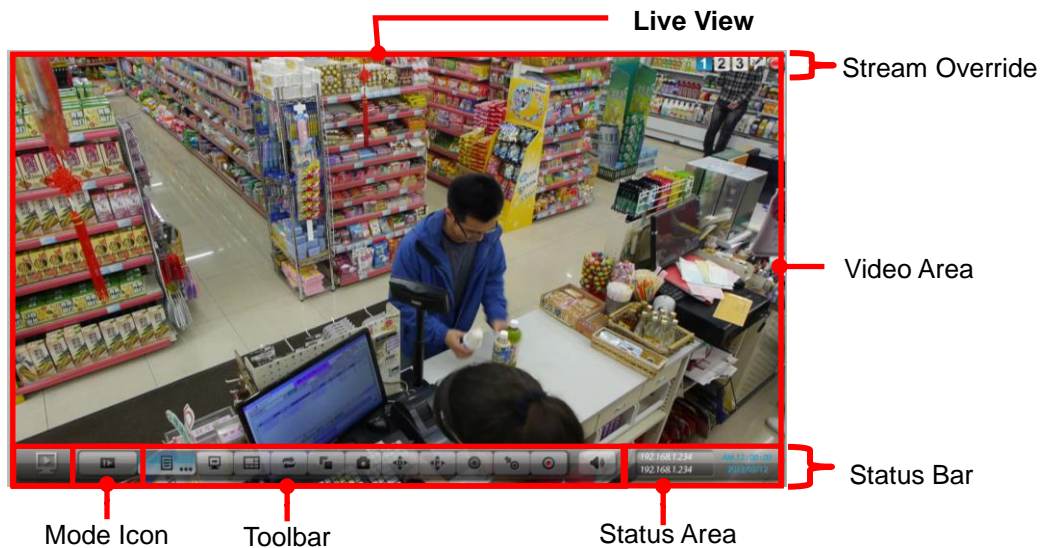 Live View
1 2 3
Stream Override
Video Area
192.168.1.234
192.168.1.234
Status Bar
Mode Icon
Toolbar
Status Area